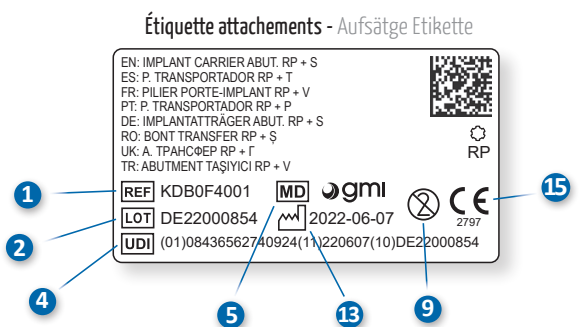 Étiquette attachements - Aufsätge Etikette
EN: IMPLANT CARRIER ABUT. RP + S
ES: P. TRANSPORTADOR RP + T
FR: PILIER PORTE-IMPLANT RP + V
PT: P. TRANSPORTADOR RP + P
DE: IMPLANTATTRÄGER ABUT. RP + S
RO: BONT TRANSFER RP + Ș
UK: А. ТРАНСФЕР RP + Г
TR: ABUTMENT TAŞIYICI RP + V
RP
1 REF KDB0F4001 MD gmi
2 LOT DE22000854 2022-06-07 2 CE 15
2797
4 UDI (01)08436562740924(11)220607(10)DE22000854
5 13 9